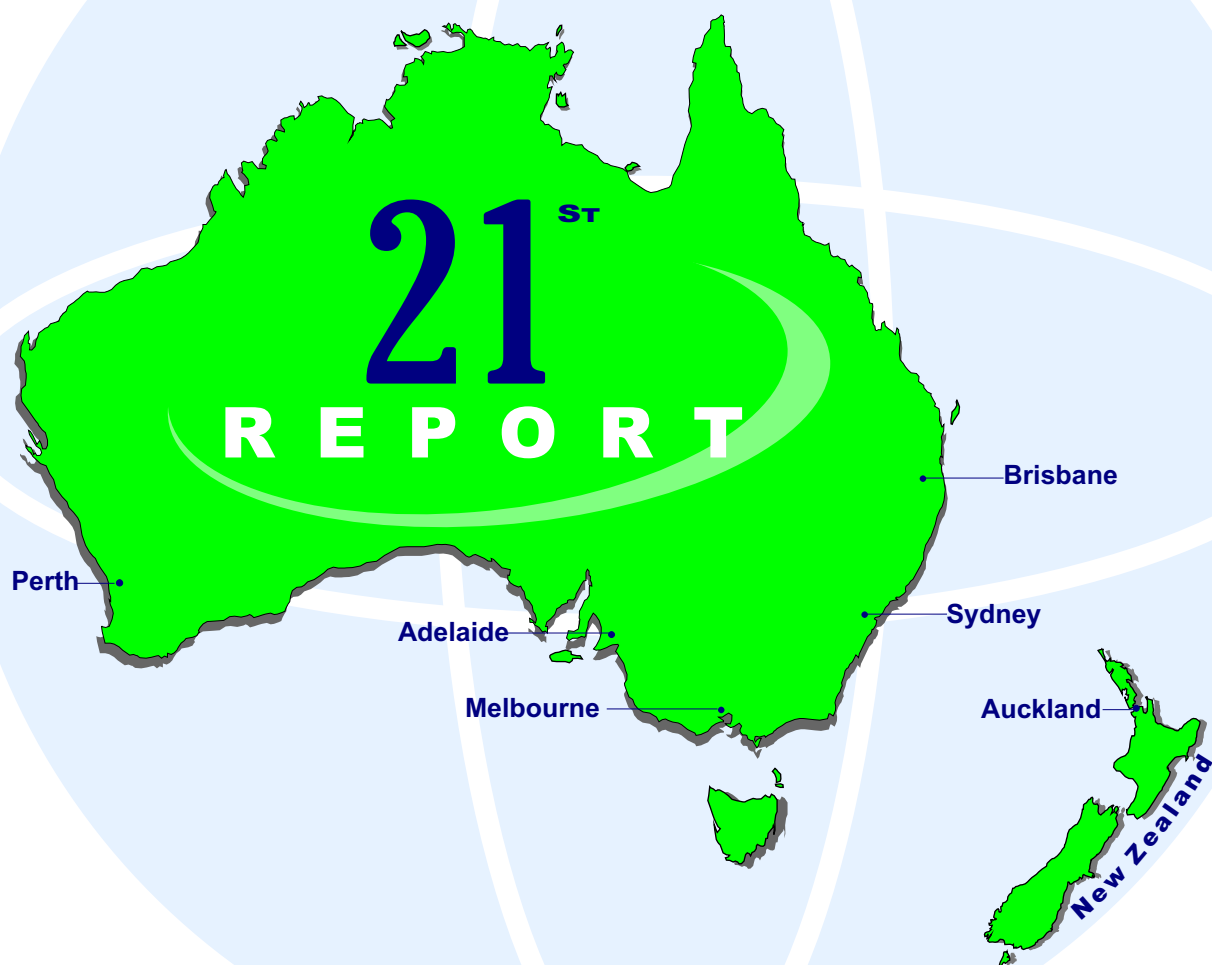 21ST
REPORT
Brisbane
Perth
Sydney
Adelaide
Melbourne
Auckland
New Zealand